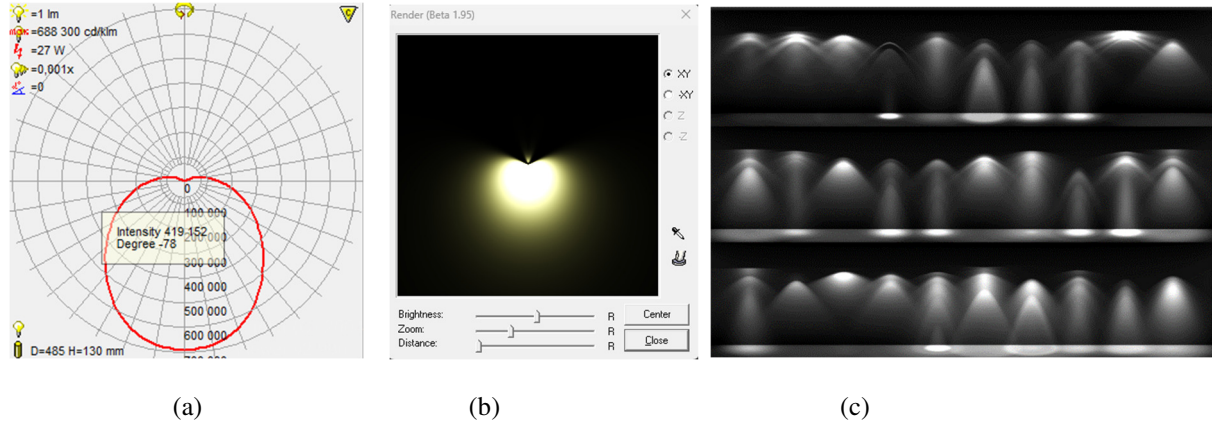 =1 lm
=688 300 cd/klm
=27 W
=0,001x
=0
C
0
100 000
200 000
Intensity 419 152
Degree -78
300 000
400 000
500 000
600 000
D=485 H=130 mm
Render (Beta 1.95)
XY
-XY
Z
-Z
Brightness:
R
Center
Zoom:
R
Distance:
R
Close
(a)
(b)
(c)